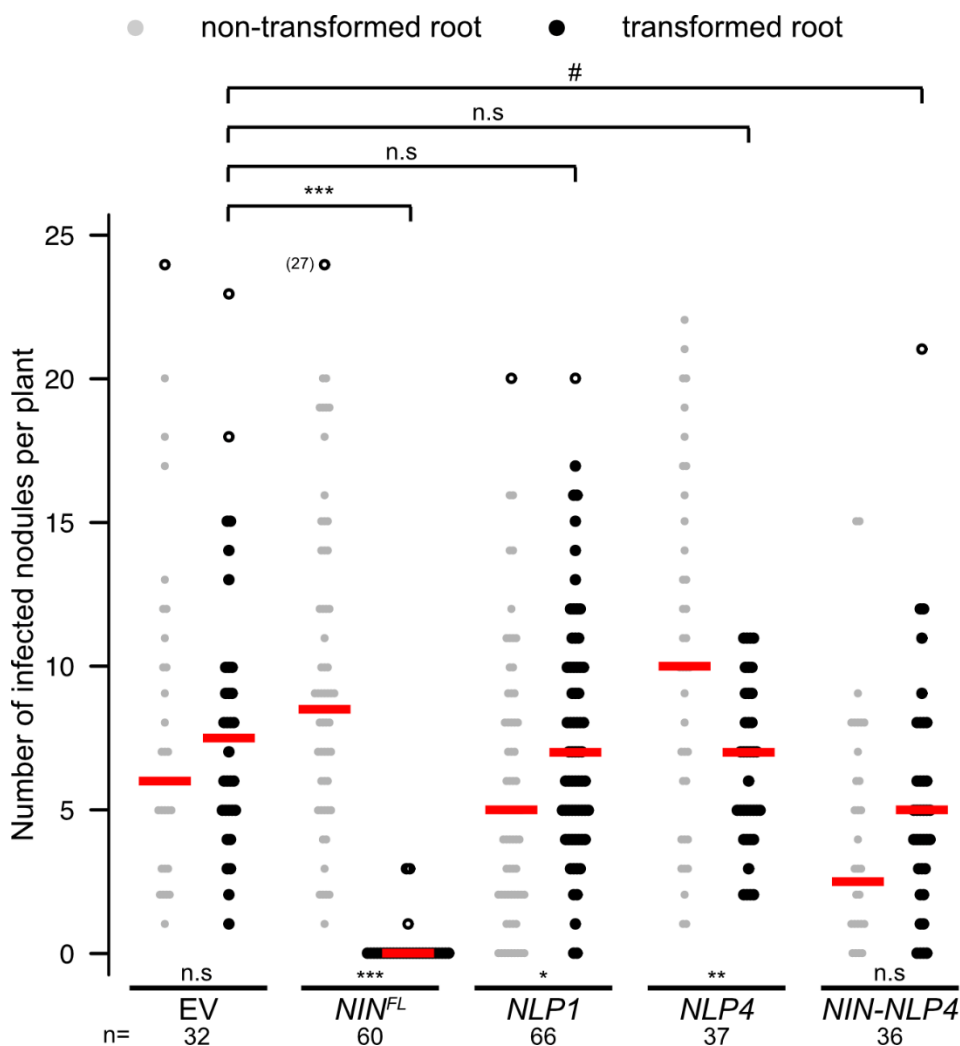 non-transformed root transformed root
#
n.s
n.s
***
25
(27)
20
15
10
5
0
Number of infected nodules per plant
n.s *** * ** n.s
EV NIN^FL NLP1 NLP4 NIN-NLP4
n= 32 60 66 37 36